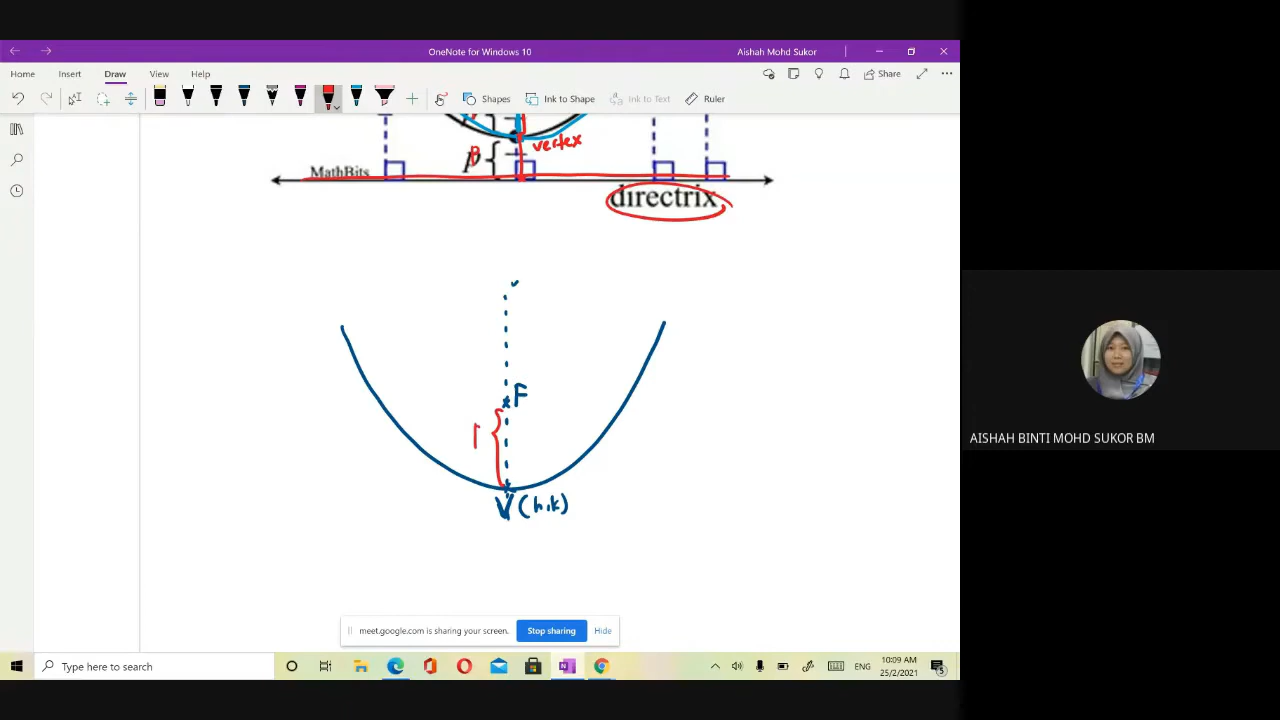 OneNote for Windows 10
Aishah Mohd Sukor
Home Insert Draw View Help
Share
Shapes Ink to Shape Ink to Text Ruler
vertex
p
MathBits
directrix
F
V (h,k)
AISHAH BINTI MOHD SUKOR BM
meet.google.com is sharing your screen. Stop sharing Hide
Type here to search
ENG
10:09 AM
25/2/2021
5